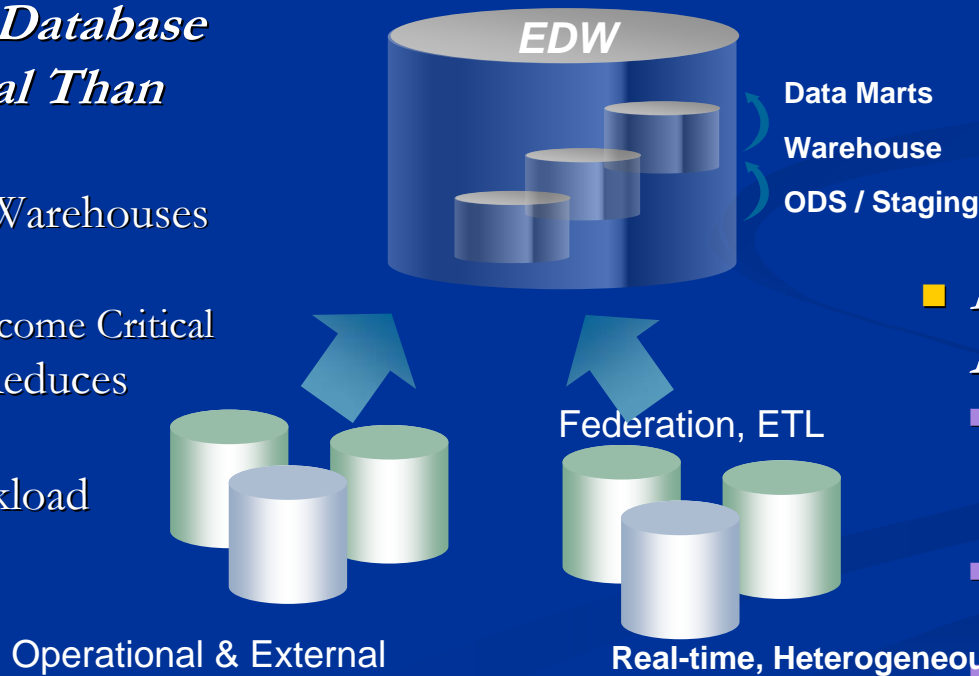 Database
al Than
Warehouses
come Critical
Reduces
kload
EDW
Data Marts
Warehouse
ODS / Staging
Federation, ETL
Operational & External
Real-time, Heterogeneou